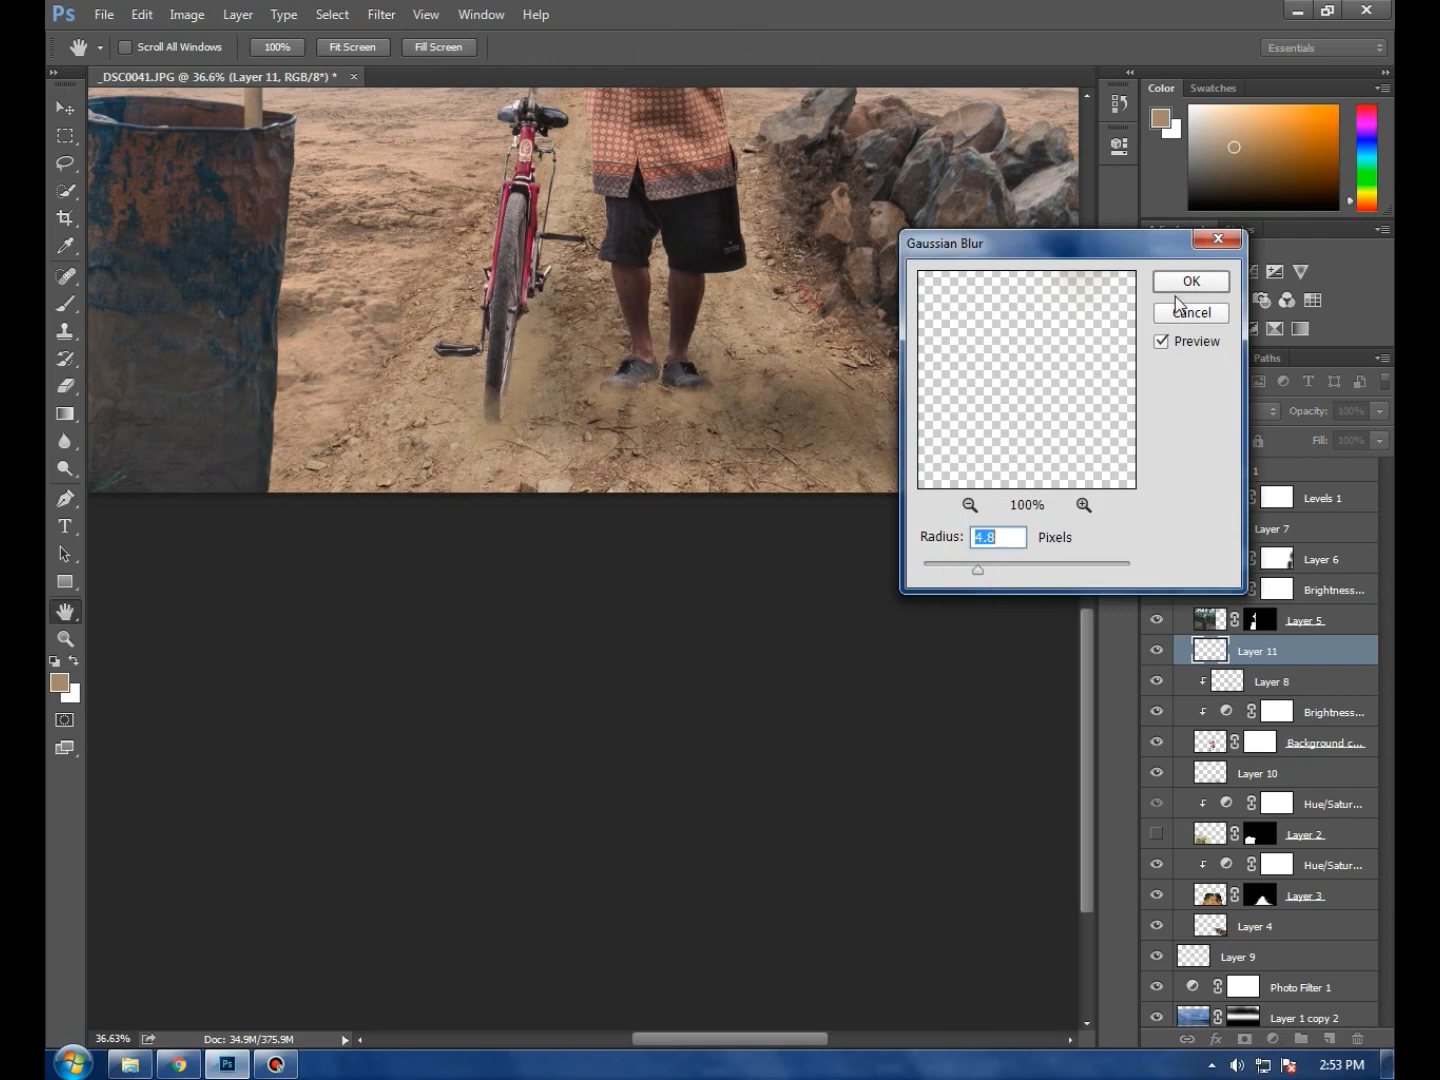 Ps File Edit Image Layer Type Select Filter View Window Help
Scroll All Windows 100% Fit Screen Fill Screen Essentials
_DSC0041.JPG @ 36.6% (Layer 11, RGB/8*) * ×
Color Swatches
Gaussian Blur
OK
Cancel
Preview
100%
Radius: 4.8 Pixels
Paths
Opacity: 100%
Fill: 100%
1
Levels 1
Layer 7
Layer 6
Brightness...
Layer 5
Layer 11
Layer 8
Brightness...
Background c...
Layer 10
Hue/Satur...
Layer 2
Hue/Satur...
Layer 3
Layer 4
Layer 9
Photo Filter 1
Layer 1 copy 2
36.63% Doc: 34.9M/375.9M
2:53 PM